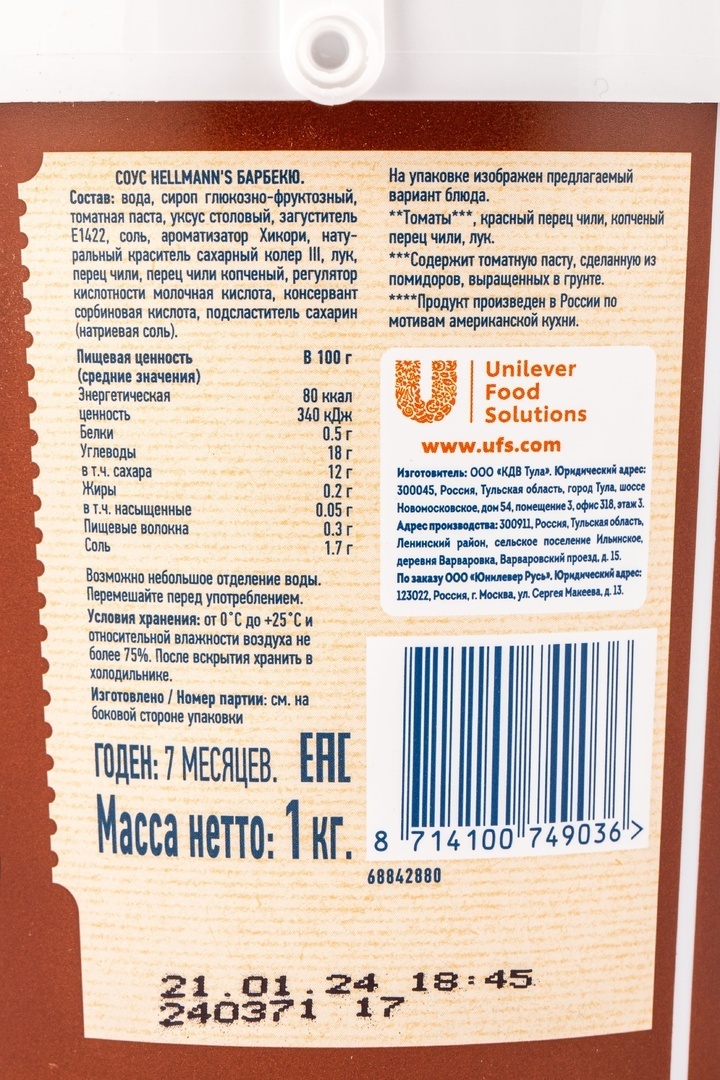 СОУС HELLMANN'S БАРБЕКЮ.
Состав: вода, сироп глюкозно-фруктозный,
томатная паста, уксус столовый, загуститель
Е1422, соль, ароматизатор Хикори, нату-
ральный краситель сахарный колер III, лук,
перец чили, перец чили копченый, регулятор
кислотности молочная кислота, консервант
сорбиновая кислота, подсластитель сахарин
(натриевая соль).
Пищевая ценность В 100 г
(средние значения)
Энергетическая 80 ккал
ценность 340 кДж
Белки 0.5 г
Углеводы 18 г
в т.ч. сахара 12 г
Жиры 0.2 г
в т.ч. насыщенные 0.05 г
Пищевые волокна 0.3 г
Соль 1.7 г
Возможно небольшое отделение воды.
Перемешайте перед употреблением.
Условия хранения: от 0˚С до +25˚С и
относительной влажности воздуха не
более 75%. После вскрытия хранить в
холодильнике.
Изготовлено / Номер партии: см. на
боковой стороне упаковки
ГОДЕН: 7 МЕСЯЦЕВ. ЕАС
Масса нетто: 1 кг.
На упаковке изображен предлагаемый
вариант блюда.
**Томаты***, красный перец чили, копченый
перец чили, лук.
***Содержит томатную пасту, сделанную из
помидоров, выращенных в грунте.
****Продукт произведен в России по
мотивам американской кухни.
Unilever
Food
Solutions
www.ufs.com
Изготовитель: ООО «КДВ Тула». Юридический адрес:
300045, Россия, Тульская область, город Тула, шоссе
Новомосковское, дом 54, помещение 3, офис 318, этаж 3.
Адрес производства: 300911, Россия, Тульская область,
Ленинский район, сельское поселение Ильинское,
деревня Варваровка, Варваровский проезд, д. 15.
По заказу ООО «Юнилевер Русь». Юридический адрес:
123022, Россия, г. Москва, ул. Сергея Макеева, д. 13.
8 714100 749036 >
68842880
21.01.24 18:45
240371 17